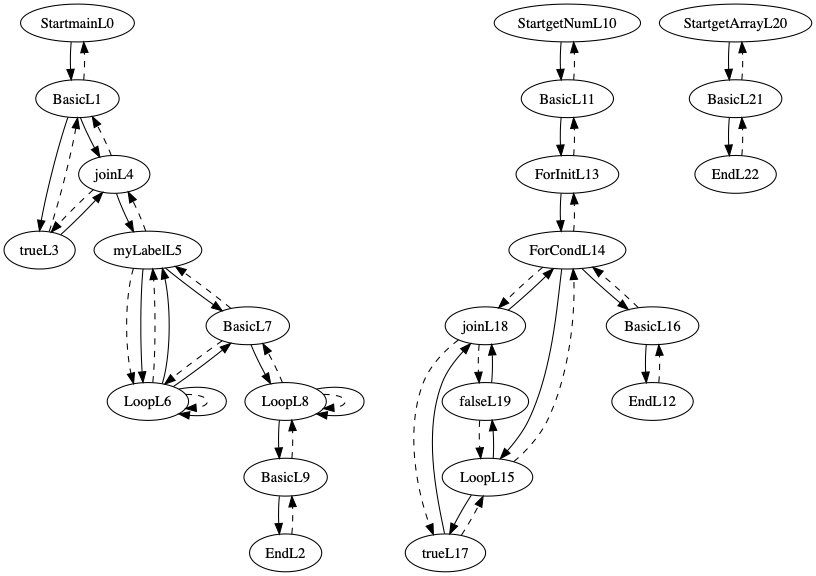 StartmainL0
StartgetNumL10
StartgetArrayL20
BasicL1
BasicL11
BasicL21
joinL4
ForInitL13
EndL22
trueL3
myLabelL5
ForCondL14
BasicL7
joinL18
BasicL16
LoopL6
LoopL8
falseL19
EndL12
BasicL9
LoopL15
EndL2
trueL17